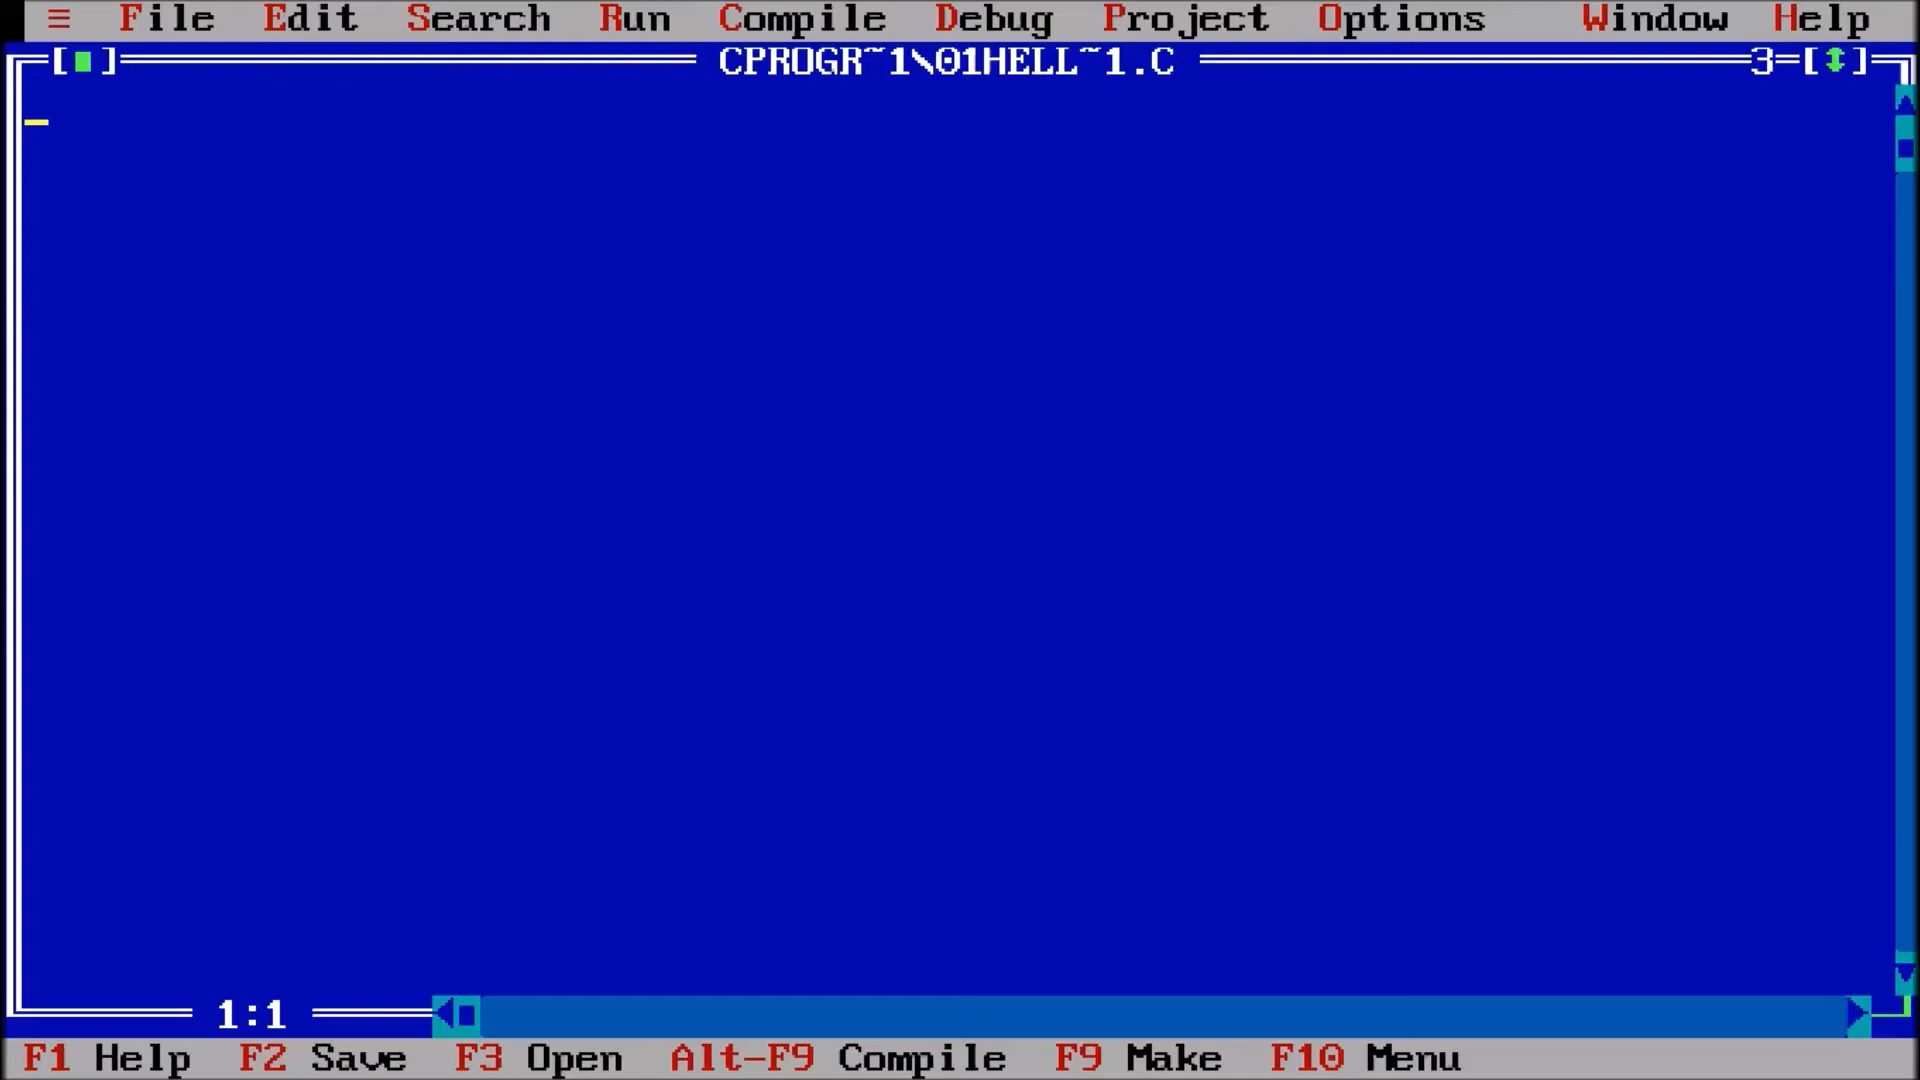 ≡ File Edit Search Run Compile Debug Project Options Window Help
[■] CPROGR~1\01HELL~1.C 3=[↕]
1:1
F1 Help F2 Save F3 Open Alt-F9 Compile F9 Make F10 Menu